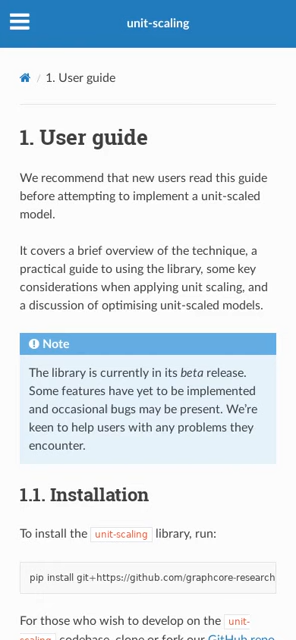 unit-scaling
/ 1. User guide
1. User guide
We recommend that new users read this guide
before attempting to implement a unit-scaled
model.
It covers a brief overview of the technique, a
practical guide to using the library, some key
considerations when applying unit scaling, and
a discussion of optimising unit-scaled models.
Note
The library is currently in its beta release.
Some features have yet to be implemented
and occasional bugs may be present. We're
keen to help users with any problems they
encounter.
1.1. Installation
To install the unit-scaling library, run:
pip install git+https://github.com/graphcore-research
For those who wish to develop on the unit-
scaling codebase, clone or fork our GitHub repo